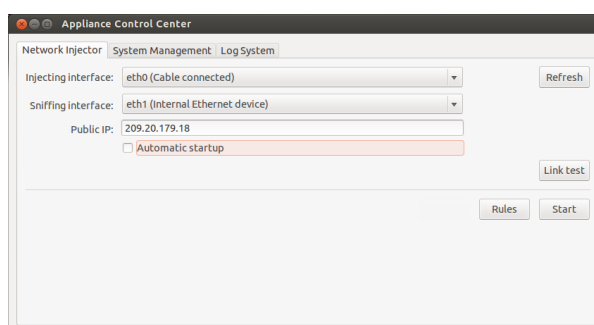 Appliance Control Center
Network Injector System Management Log System
Injecting interface: eth0 (Cable connected) Refresh
Sniffing interface: eth1 (Internal Ethernet device)
Public IP: 209.20.179.18
Automatic startup
Link test
Rules Start